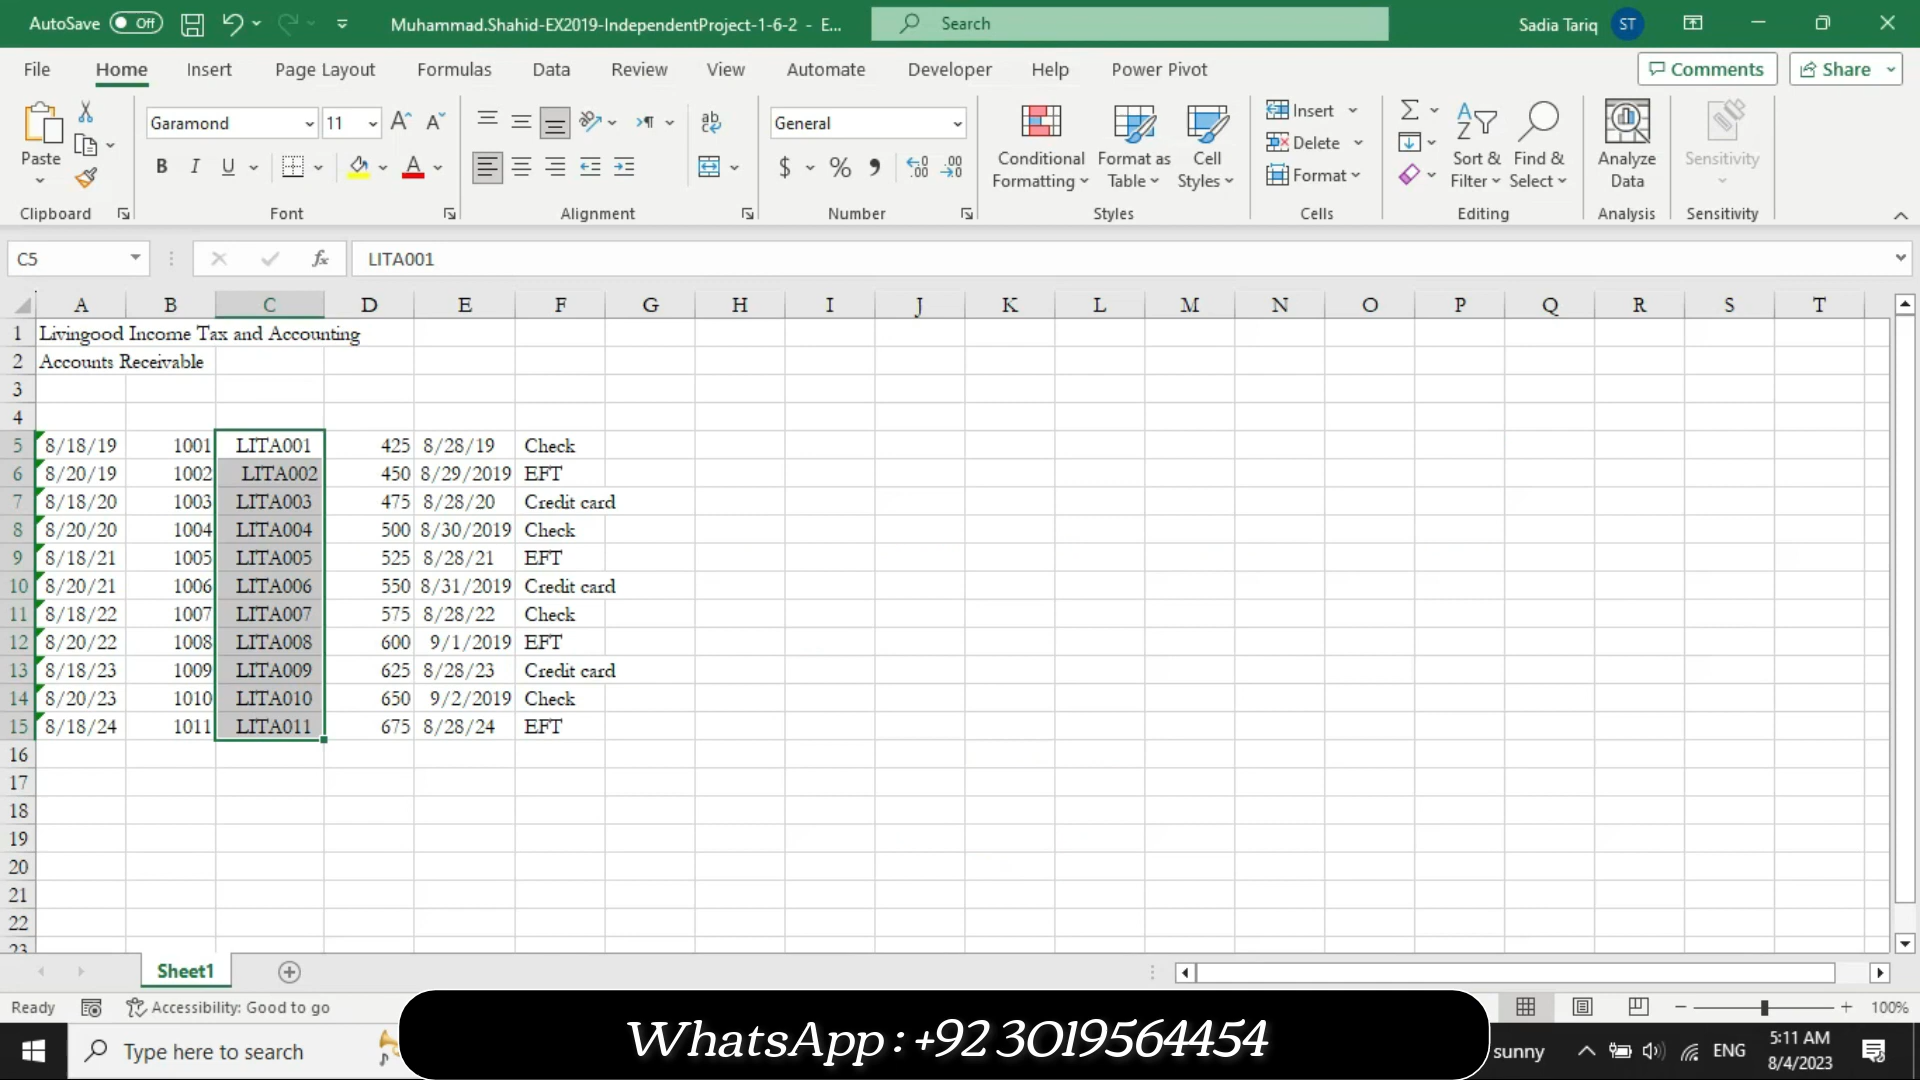 AutoSave Off Muhammad.Shahid-EX2019-IndependentProject-1-6-2 - E... Search Sadia Tariq ST
File Home Insert Page Layout Formulas Data Review View Automate Developer Help Power Pivot Comments Share
Garamond 11 General
Paste Conditional Formatting Format as Table Cell Styles Insert Delete Format Sort & Filter Find & Select Analyze Data Sensitivity
Clipboard Font Alignment Number Styles Cells Editing Analysis Sensitivity
C5 fx LITA001
A B C D E F G H I J K L M N O P Q R S T
1 Livingood Income Tax and Accounting
2 Accounts Receivable
3
4
5 8/18/19 1001 LITA001 425 8/28/19 Check
6 8/20/19 1002 LITA002 450 8/29/2019 EFT
7 8/18/20 1003 LITA003 475 8/28/20 Credit card
8 8/20/20 1004 LITA004 500 8/30/2019 Check
9 8/18/21 1005 LITA005 525 8/28/21 EFT
10 8/20/21 1006 LITA006 550 8/31/2019 Credit card
11 8/18/22 1007 LITA007 575 8/28/22 Check
12 8/20/22 1008 LITA008 600 9/1/2019 EFT
13 8/18/23 1009 LITA009 625 8/28/23 Credit card
14 8/20/23 1010 LITA010 650 9/2/2019 Check
15 8/18/24 1011 LITA011 675 8/28/24 EFT
16
17
18
19
20
21
22
23
Sheet1
Ready Accessibility: Good to go 100%
WhatsApp : +92 3019564454
Type here to search sunny ENG 5:11 AM
8/4/2023